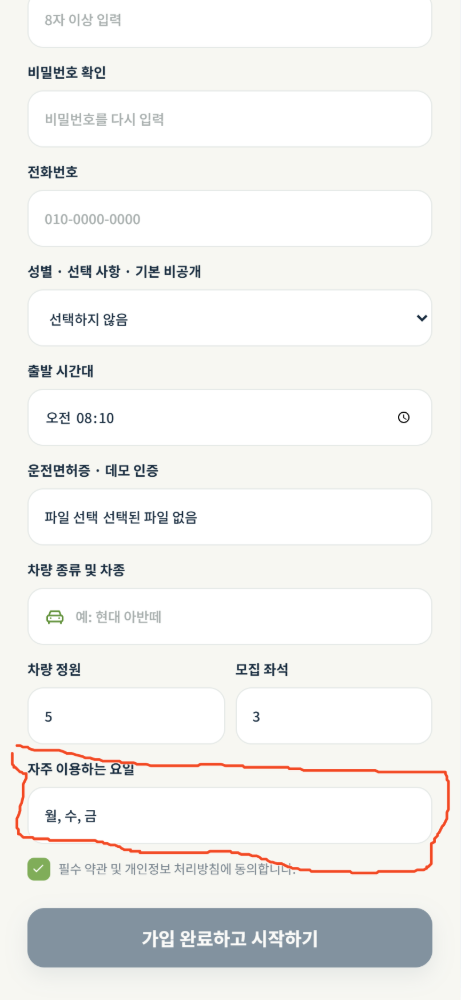 8자 이상 입력
비밀번호 확인
비밀번호를 다시 입력
전화번호
010-0000-0000
성별 · 선택 사항 · 기본 비공개
선택하지 않음
출발 시간대
오전 08:10
운전면허증 · 데모 인증
파일 선택 선택된 파일 없음
차량 종류 및 차종
예: 현대 아반떼
차량 정원
모집 좌석
5
3
자주 이용하는 요일
월, 수, 금
필수 약관 및 개인정보 처리방침에 동의합니다.
가입 완료하고 시작하기